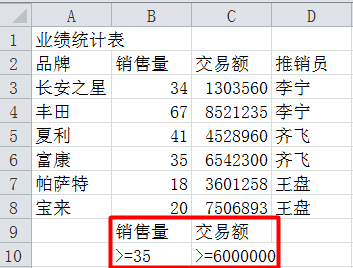 A B C D
1 业绩统计表
2 品牌 销售量 交易额 推销员
3 长安之星 34 1303560 李宁
4 丰田 67 8521235 李宁
5 夏利 41 4528960 齐飞
6 富康 35 6542300 齐飞
7 帕萨特 18 3601258 王盘
8 宝来 20 7506893 王盘
9 销售量 交易额
10 >=35 >=6000000